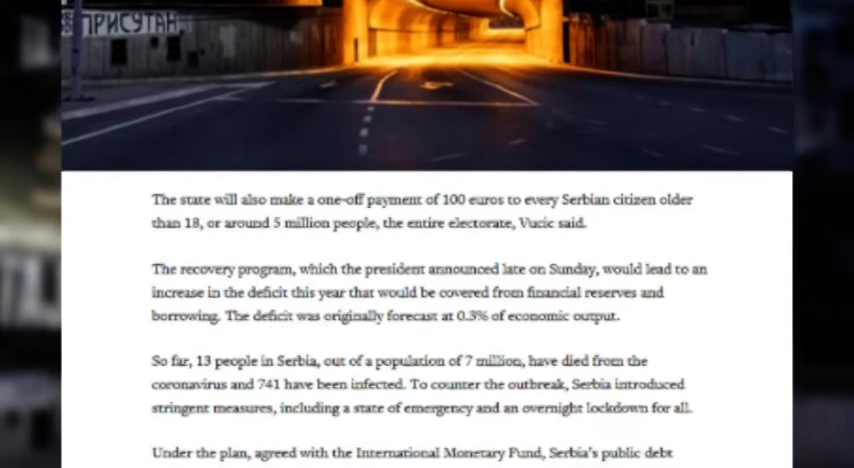 ПРИСУТАН
The state will also make a one-off payment of 100 euros to every Serbian citizen older
than 18, or around 5 million people, the entire electorate, Vucic said.
The recovery program, which the president announced late on Sunday, would lead to an
increase in the deficit this year that would be covered from financial reserves and
borrowing. The deficit was originally forecast at 0.3% of economic output.
So far, 13 people in Serbia, out of a population of 7 million, have died from the
coronavirus and 741 have been infected. To counter the outbreak, Serbia introduced
stringent measures, including a state of emergency and an overnight lockdown for all.
Under the plan, agreed with the International Monetary Fund, Serbia's public debt